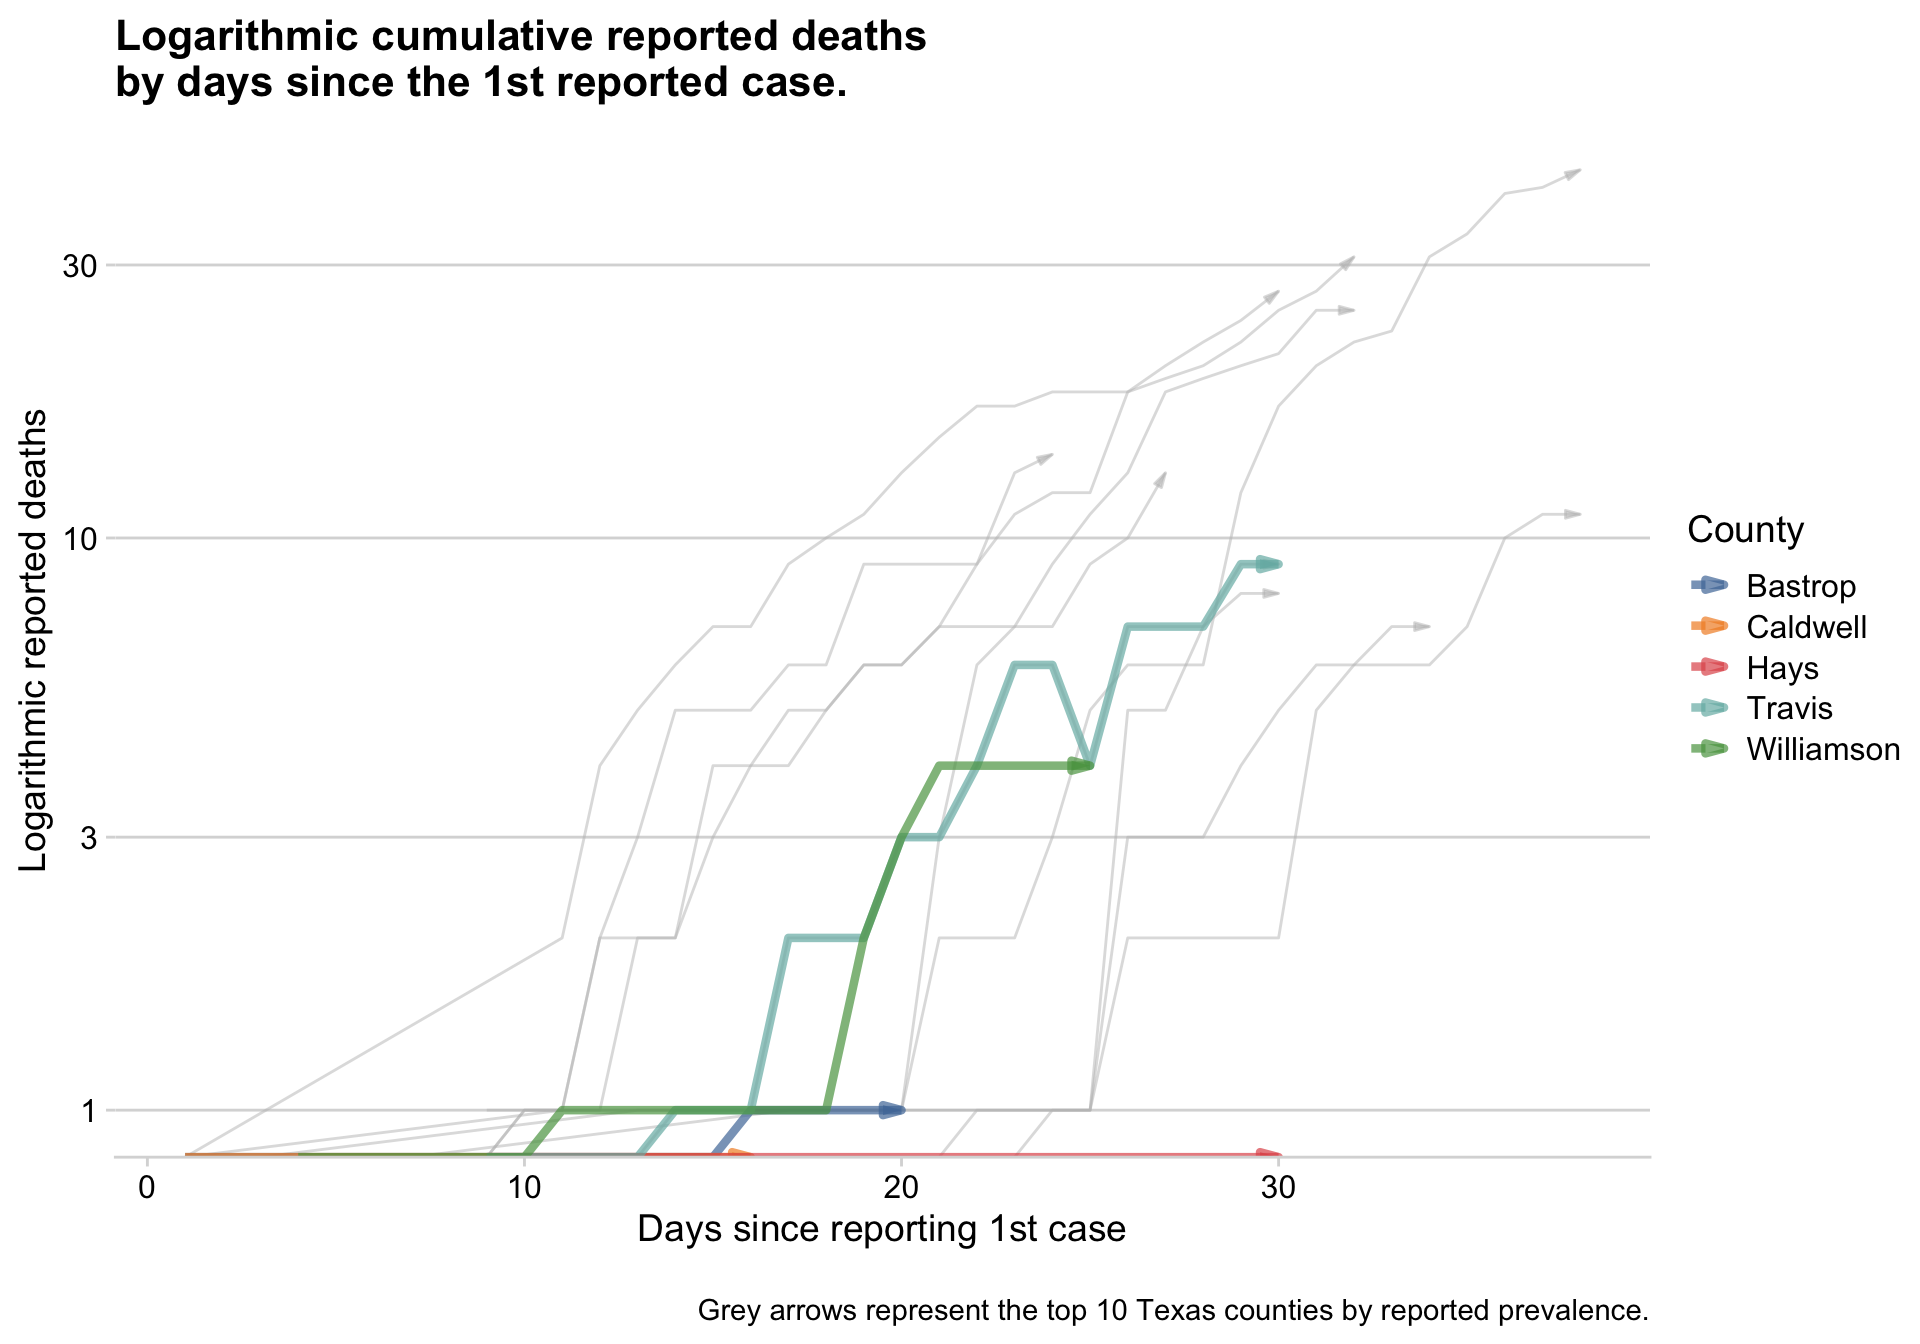 Logarithmic cumulative reported deaths
by days since the 1st reported case.
Logarithmic reported deaths
30
10
3
1
0
10
20
30
Days since reporting 1st case
County
Bastrop
Caldwell
Hays
Travis
Williamson
Grey arrows represent the top 10 Texas counties by reported prevalence.